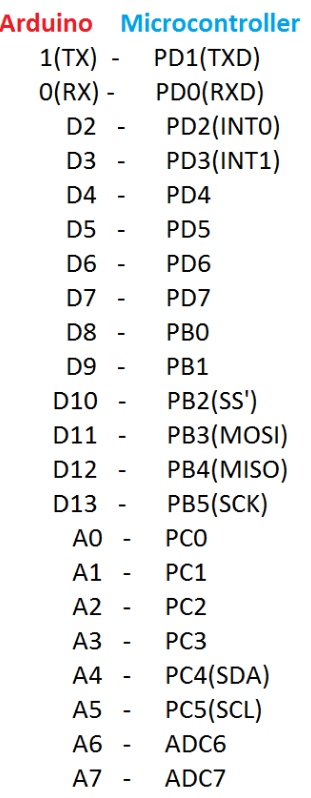 Arduino Microcontroller
1(TX) - PD1(TXD)
0(RX) - PD0(RXD)
D2 - PD2(INT0)
D3 - PD3(INT1)
D4 - PD4
D5 - PD5
D6 - PD6
D7 - PD7
D8 - PB0
D9 - PB1
D10 - PB2(SS')
D11 - PB3(MOSI)
D12 - PB4(MISO)
D13 - PB5(SCK)
A0 - PC0
A1 - PC1
A2 - PC2
A3 - PC3
A4 - PC4(SDA)
A5 - PC5(SCL)
A6 - ADC6
A7 - ADC7